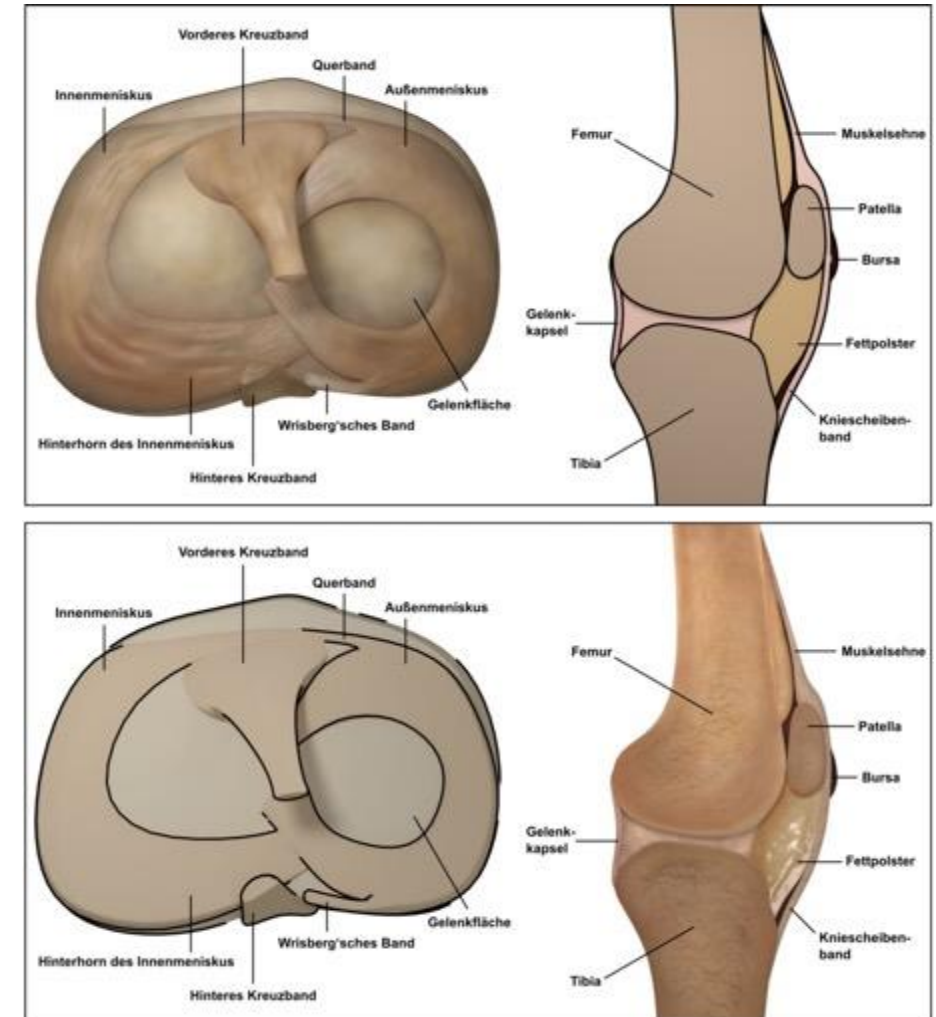 Vorderes Kreuzband
Querband
Innenmeniskus
Außenmeniskus
Hinterhorn des Innenmeniskus
Hinteres Kreuzband
Wrisberg'sches Band
Gelenkfläche
Femur
Muskelsehne
Patella
Bursa
Gelenk-
kapsel
Fettpolster
Kniescheiben-
band
Tibia
Vorderes Kreuzband
Querband
Innenmeniskus
Außenmeniskus
Hinterhorn des Innenmeniskus
Hinteres Kreuzband
Wrisberg'sches Band
Gelenkfläche
Femur
Muskelsehne
Patella
Bursa
Gelenk-
kapsel
Fettpolster
Kniescheiben-
band
Tibia